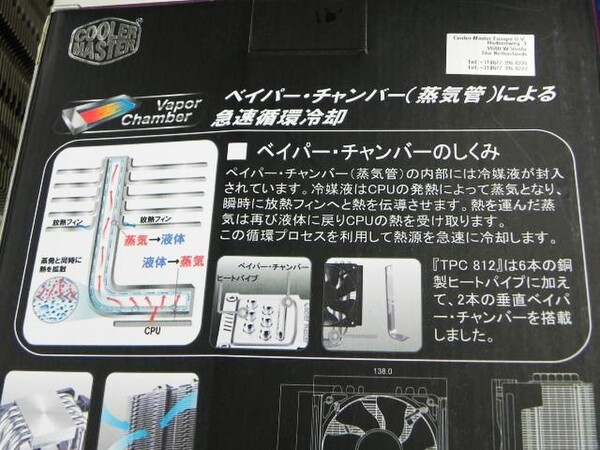 COOLER
MASTER
Cooler Master Europe B.V.
The Netherlands
Vapor
Chamber
ベイパー・チャンバー(蒸気管)による
急速循環冷却
■ ベイパー・チャンバーのしくみ
ベイパー・チャンバー(蒸気管)の内部には冷媒液が封入
されています。冷媒液はCPUの発熱によって蒸気となり、
瞬時に放熱フィンへと熱を伝導させます。熱を運んだ蒸
気は再び液体に戻りCPUの熱を受け取ります。
この循環プロセスを利用して熱源を急速に冷却します。
放熱フィン
放熱フィン
蒸気→液体
液体→蒸気
蒸発と同時に
熱を拡散
CPU
ベイパー・チャンバー
ヒートパイプ
『TPC 812』は6本の銅
製ヒートパイプに加え
て、2本の垂直ベイパ
ー・チャンバーを搭載
しました。
138.0